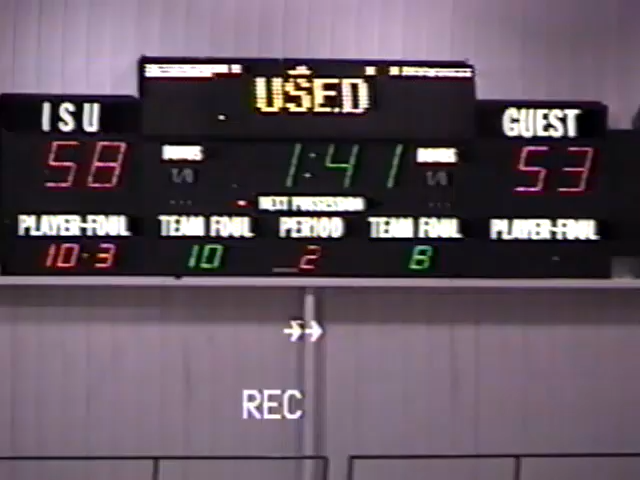 USED
ISU
GUEST
58
BONUS
1:41
BONUS
53
T/O
T/O
NEXT POSSESSION
PLAYER-FOUL
TEAM FOUL
PERIOD
TEAM FOUL
PLAYER-FOUL
10-3
10
2
8
REC